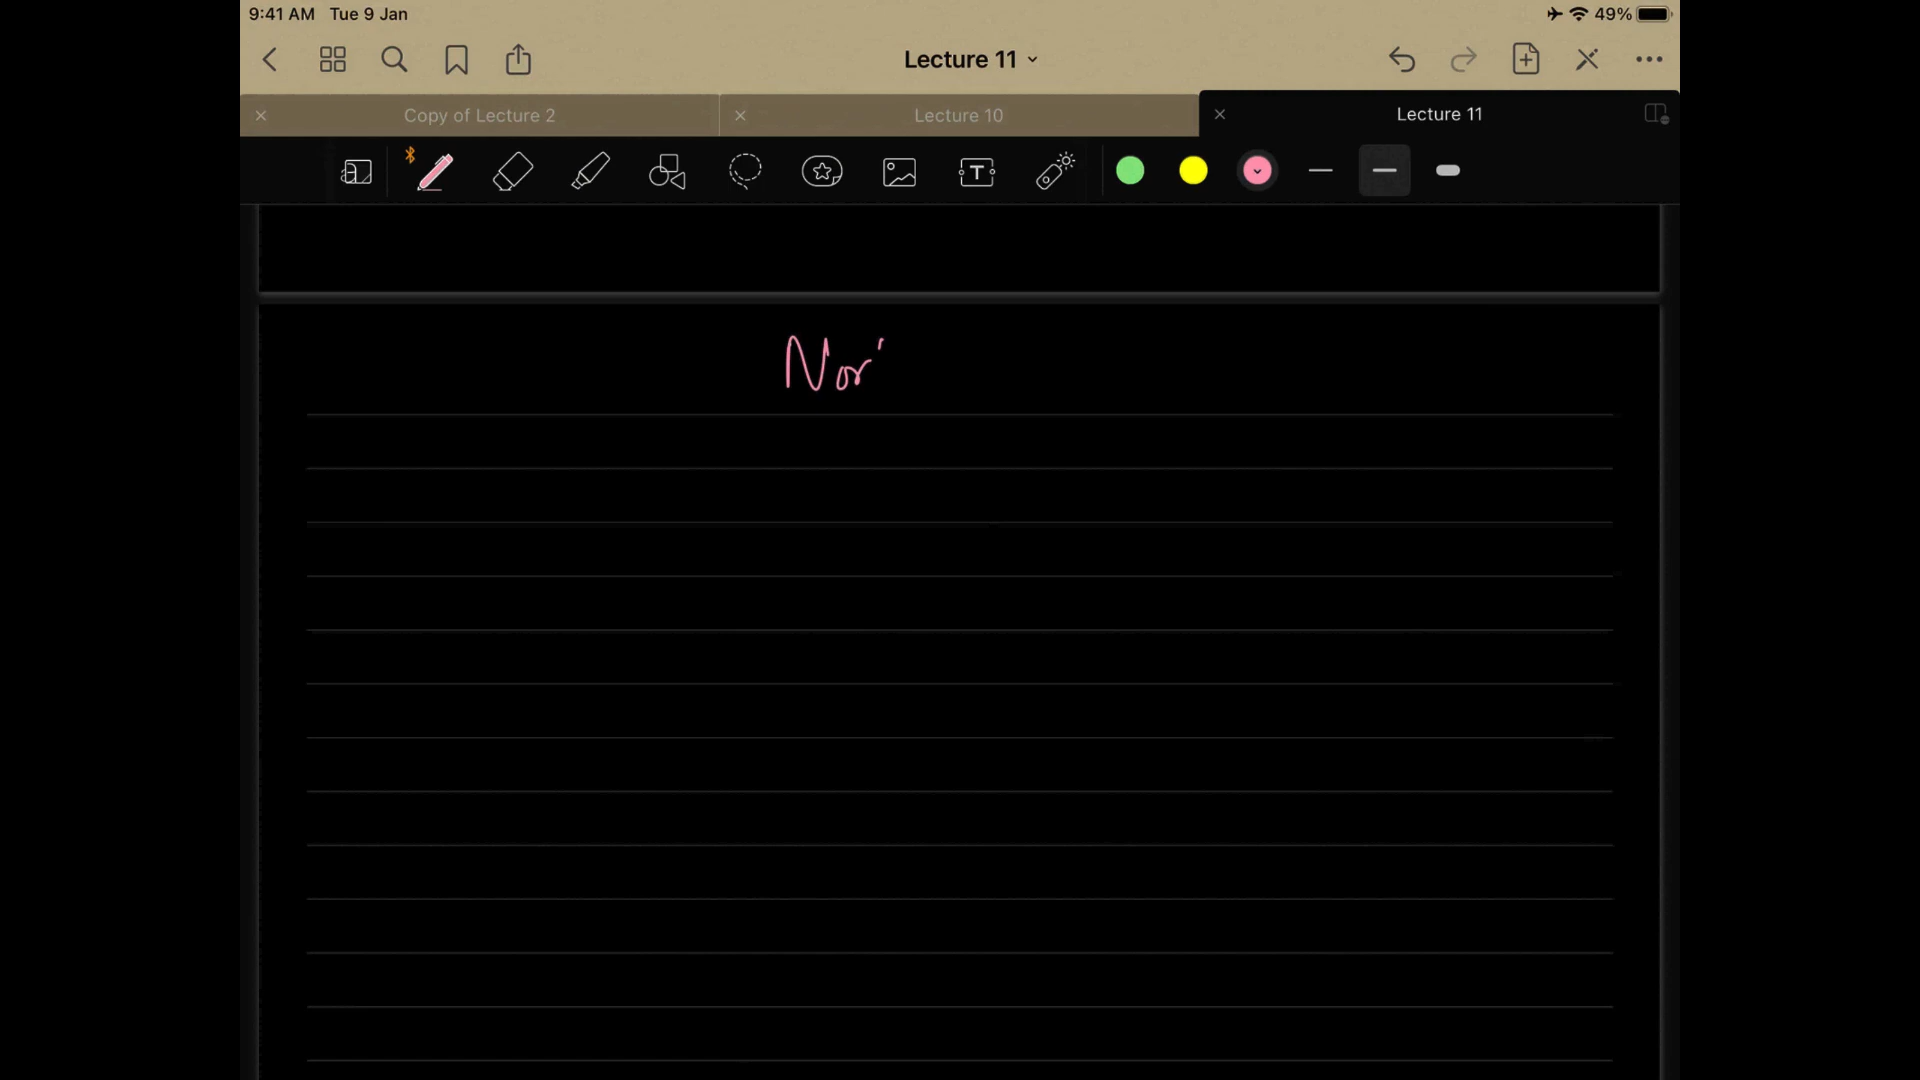 9:41 AM Tue 9 Jan
49%
Lecture 11
Copy of Lecture 2
Lecture 10
Lecture 11
T
Nor'